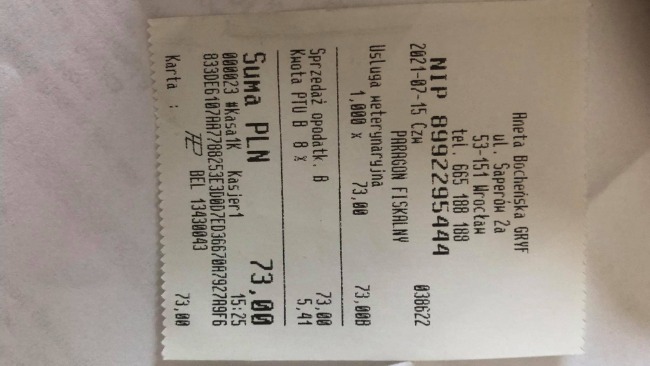 Aneta Bocheńska GRYF
ul. Saperów 2a
53-151 Wrocław
tel. 665 188 188
NIP 8992295444
2021-07-15 Czw 038622
PARAGON FISKALNY
Usługa weterynaryjna
1,000 x 73,00 73,00B
Sprzedaż opodatk. B 73,00
Kwota PTU B 8 % 5,41
Suma PLN 73,00
000023 #Kasa1K Kasjer1 15:25
833DE6107AA7788253E3D0D7ED36670A7927A9F6
BEL 13430043
Karta : 73,00